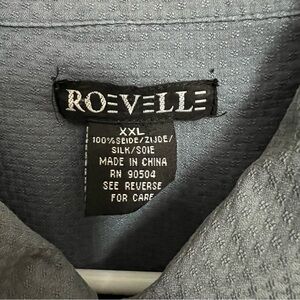 ROEVELLE
XXL
100%SEIDE/ZIJDE/
SILK/SOIE
MADE IN CHINA
RN 90504
SEE REVERSE
FOR CARE